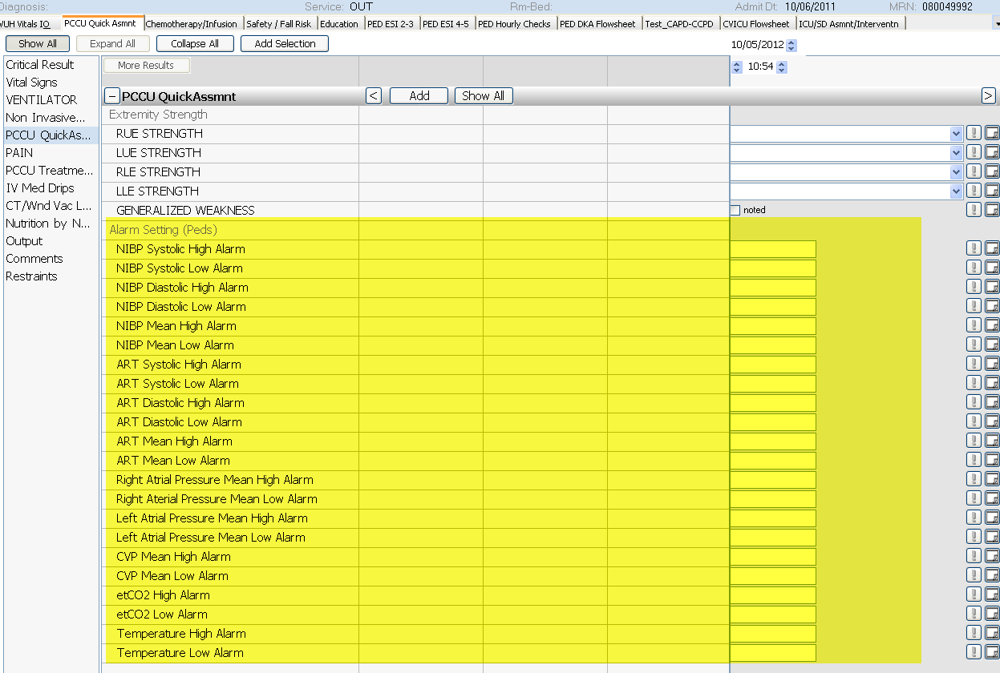 Diagnosis: Service: OUT Rm-Bed: Admit Dt: 10/06/2011 MRN: 080049992
VUH Vitals IO PCCU Quick Asmnt Chemotherapy/Infusion Safety / Fall Risk Education PED ESI 2-3 PED ESI 4-5 PED Hourly Checks PED DKA Flowsheet Test_CAPD-CCPD CVICU Flowsheet ICU/SD Asmnt/Interventn
Show All Expand All Collapse All Add Selection
10/05/2012
10:54
Critical Result
Vital Signs
VENTILATOR
Non Invasive...
PCCU QuickAs...
PAIN
PCCU Treatme...
IV Med Drips
CT/Wnd Vac L...
Nutrition by N...
Output
Comments
Restraints
More Results
− PCCU QuickAssmnt < Add Show All >
Extremity Strength
RUE STRENGTH
LUE STRENGTH
RLE STRENGTH
LLE STRENGTH
GENERALIZED WEAKNESS noted
Alarm Setting (Peds)
NIBP Systolic High Alarm
NIBP Systolic Low Alarm
NIBP Diastolic High Alarm
NIBP Diastolic Low Alarm
NIBP Mean High Alarm
NIBP Mean Low Alarm
ART Systolic High Alarm
ART Systolic Low Alarm
ART Diastolic High Alarm
ART Diastolic Low Alarm
ART Mean High Alarm
ART Mean Low Alarm
Right Atrial Pressure Mean High Alarm
Right Aterial Pressure Mean Low Alarm
Left Atrial Pressure Mean High Alarm
Left Atrial Pressure Mean Low Alarm
CVP Mean High Alarm
CVP Mean Low Alarm
etCO2 High Alarm
etCO2 Low Alarm
Temperature High Alarm
Temperature Low Alarm